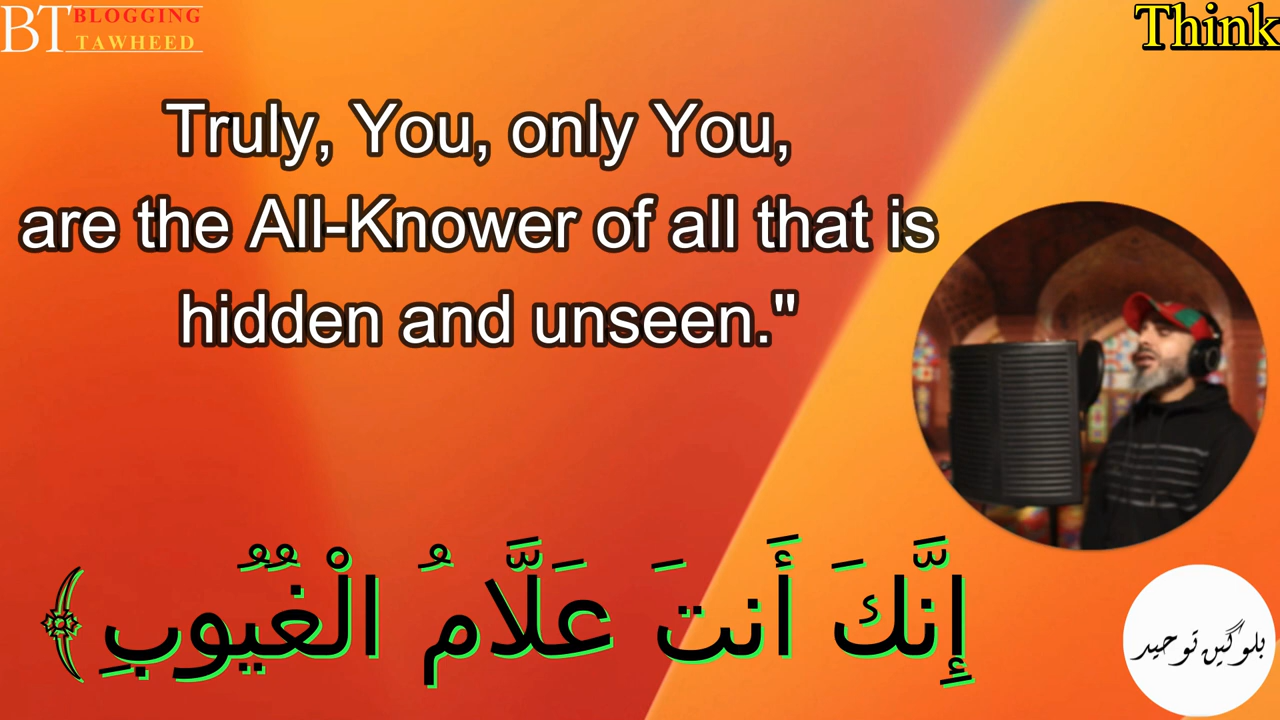 BT BLOGGING
TAWHEED
Think
Truly, You, only You,
are the All-Knower of all that is
hidden and unseen."
إِنَّكَ أَنتَ عَلَّامُ الْغُيُوبِ ﴾
بلوگین توحید